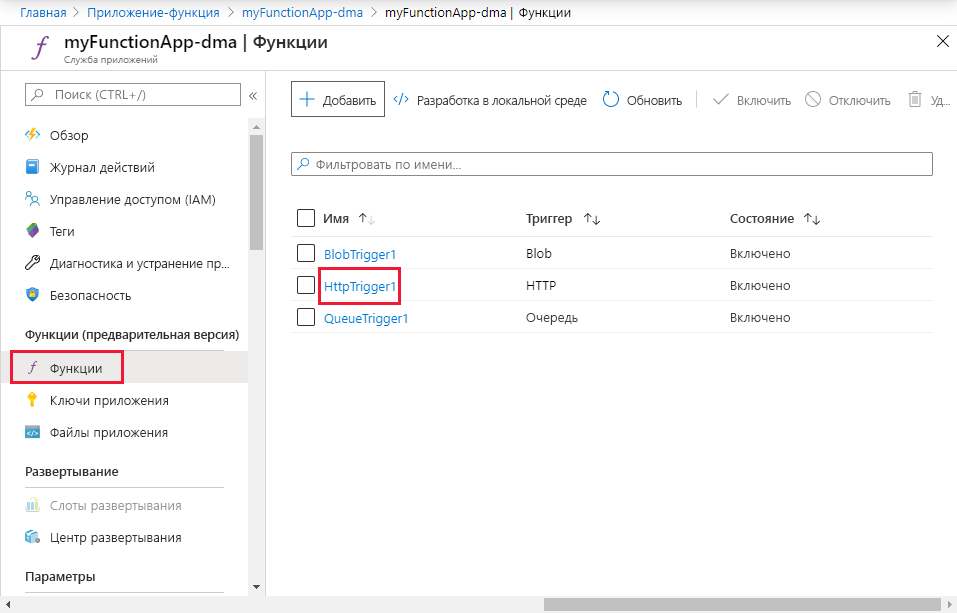 Главная > Приложение-функция > myFunctionApp-dma > myFunctionApp-dma | Функции
myFunctionApp-dma | Функции
Служба приложений
Поиск (CTRL+/)
«
Обзор
Журнал действий
Управление доступом (IAM)
Теги
Диагностика и устранение пр...
Безопасность
Функции (предварительная версия)
Функции
Ключи приложения
Файлы приложения
Развертывание
Слоты развертывания
Центр развертывания
Параметры
Добавить
Разработка в локальной среде
Обновить
Включить
Отключить
Уд...
Фильтровать по имени...
Имя Триггер Состояние
BlobTrigger1 Blob Включено
HttpTrigger1 HTTP Включено
QueueTrigger1 Очередь Включено